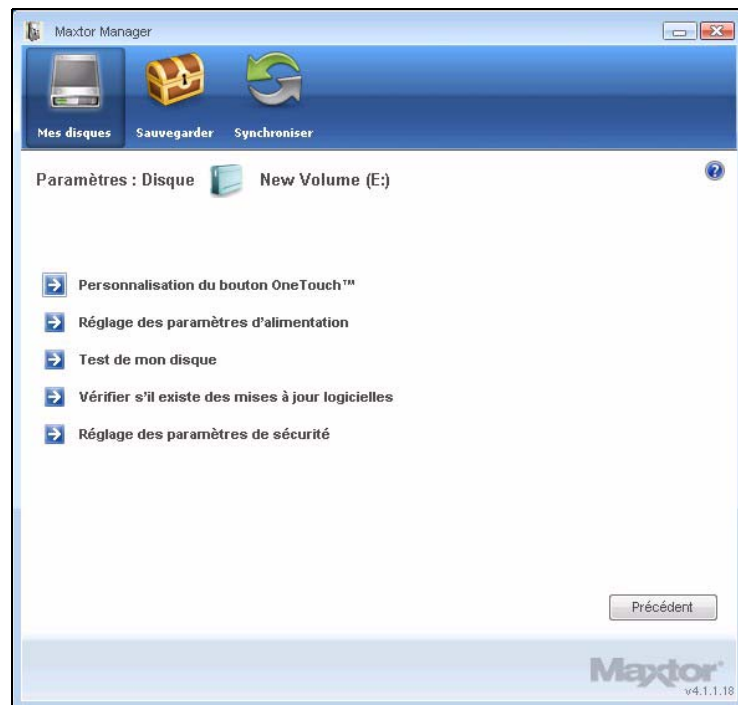 Maxtor Manager
Mes disques Sauvegarder Synchroniser
Paramètres : Disque New Volume (E:)
Personnalisation du bouton OneTouch™
Réglage des paramètres d'alimentation
Test de mon disque
Vérifier s'il existe des mises à jour logicielles
Réglage des paramètres de sécurité
Précédent
Maxtor
v4.1.1.18